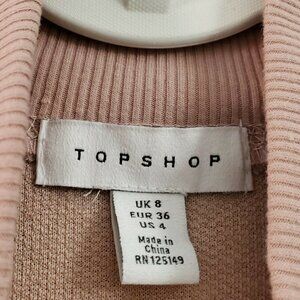 TOPSHOP
UK 8
EUR 36
US 4
Made in
China
RN 125149